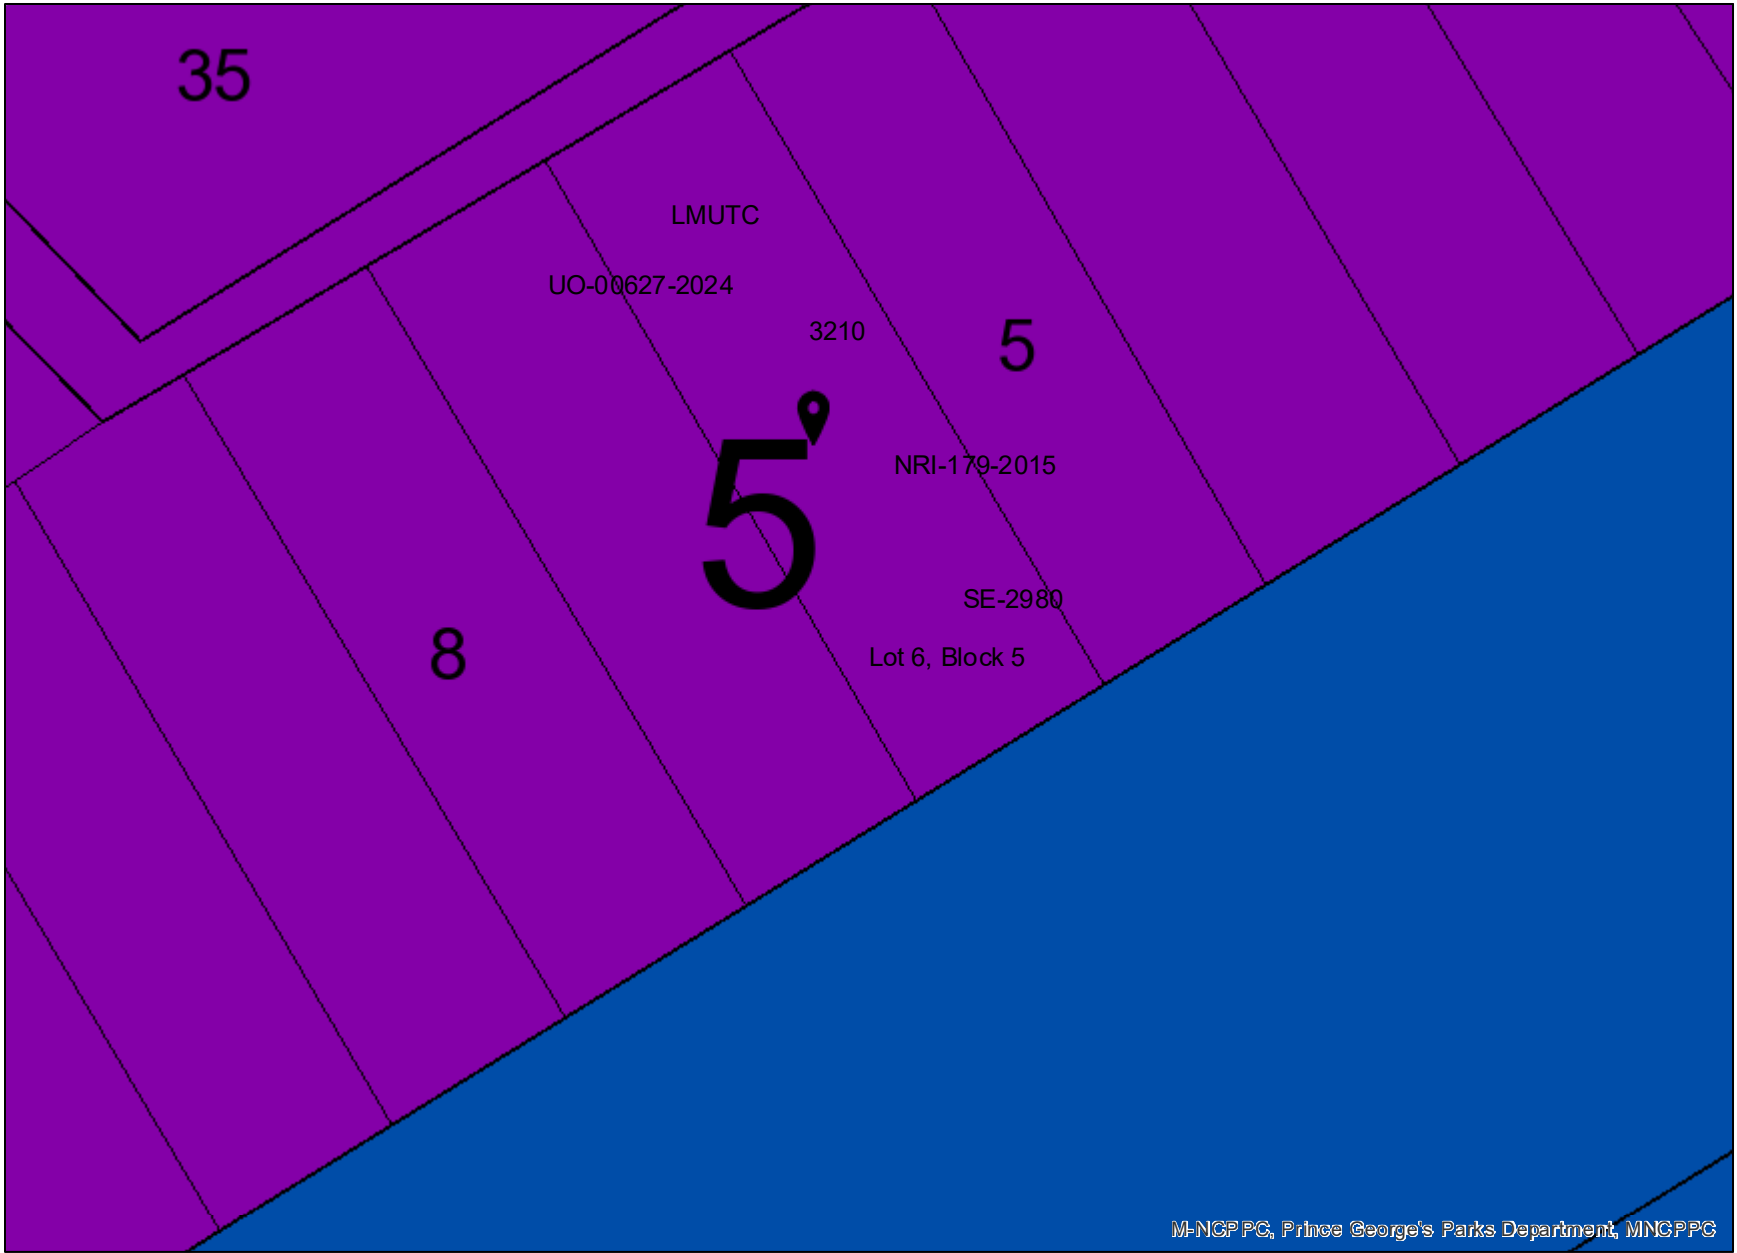 35
LMUTC
UO-00627-2024
3210
5
5
NRI-179-2015
SE-2980
8
Lot 6, Block 5
M-NCPPC, Prince George's Parks Department, MNCPPC